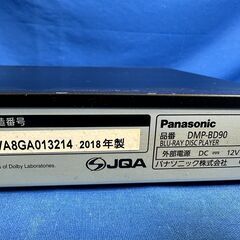 造番号
VA8GA013214 2018年製
of Dolby Laboratories.
JQA
Panasonic
品番 DMP-BD90
BLU-RAY DISC PLAYER
外部電源 DC 12V
パナソニック株式会社